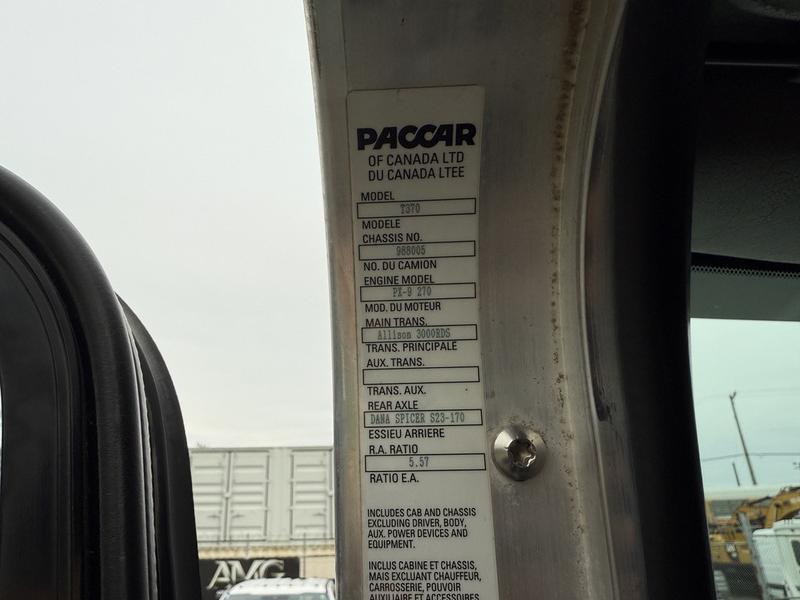 PACCAR
OF CANADA LTD
DU CANADA LTEE
MODEL
T370
MODELE
CHASSIS NO.
988005
NO. DU CAMION
ENGINE MODEL
PX-9 270
MOD. DU MOTEUR
MAIN TRANS.
Allison 3000RDS
TRANS. PRINCIPALE
AUX. TRANS.
TRANS. AUX.
REAR AXLE
DANA SPICER S23-170
ESSIEU ARRIERE
R.A. RATIO
5.57
RATIO E.A.
INCLUDES CAB AND CHASSIS
EXCLUDING DRIVER, BODY,
AUX. POWER DEVICES AND
EQUIPMENT.
INCLUS CABINE ET CHASSIS,
MAIS EXCLUANT CHAUFFEUR,
CARROSSERIE, POUVOIR
AUXILIAIRE ET ACCESSOIRES
AMG